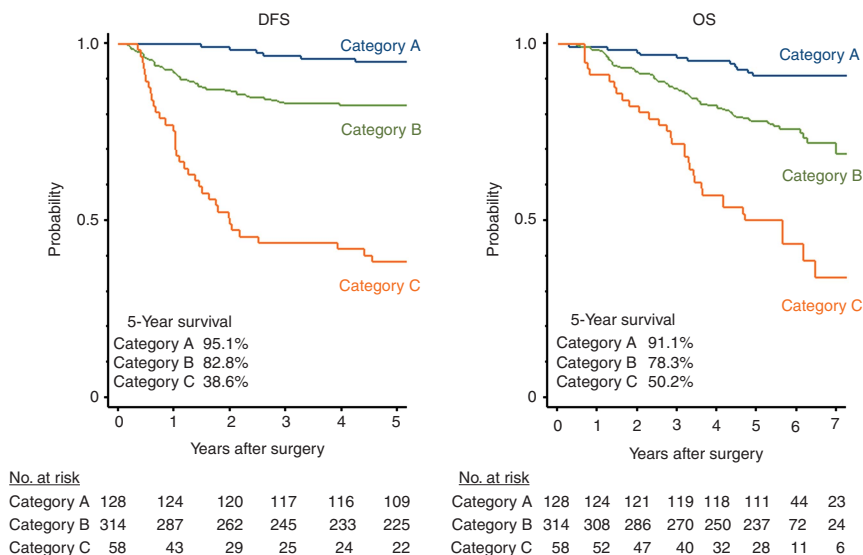 DFS
1.0
0.5
0
Probability
Category A
Category B
Category C
5-Year survival
Category A 95.1%
Category B 82.8%
Category C 38.6%
0 1 2 3 4 5
Years after surgery
No. at risk
Category A 128 124 120 117 116 109
Category B 314 287 262 245 233 225
Category C 58 43 29 25 24 22
OS
1.0
0.5
0
Probability
Category A
Category B
Category C
5-Year survival
Category A 91.1%
Category B 78.3%
Category C 50.2%
0 1 2 3 4 5 6 7
Years after surgery
No. at risk
Category A 128 124 121 119 118 111 44 23
Category B 314 308 286 270 250 237 72 24
Category C 58 52 47 40 32 28 11 6